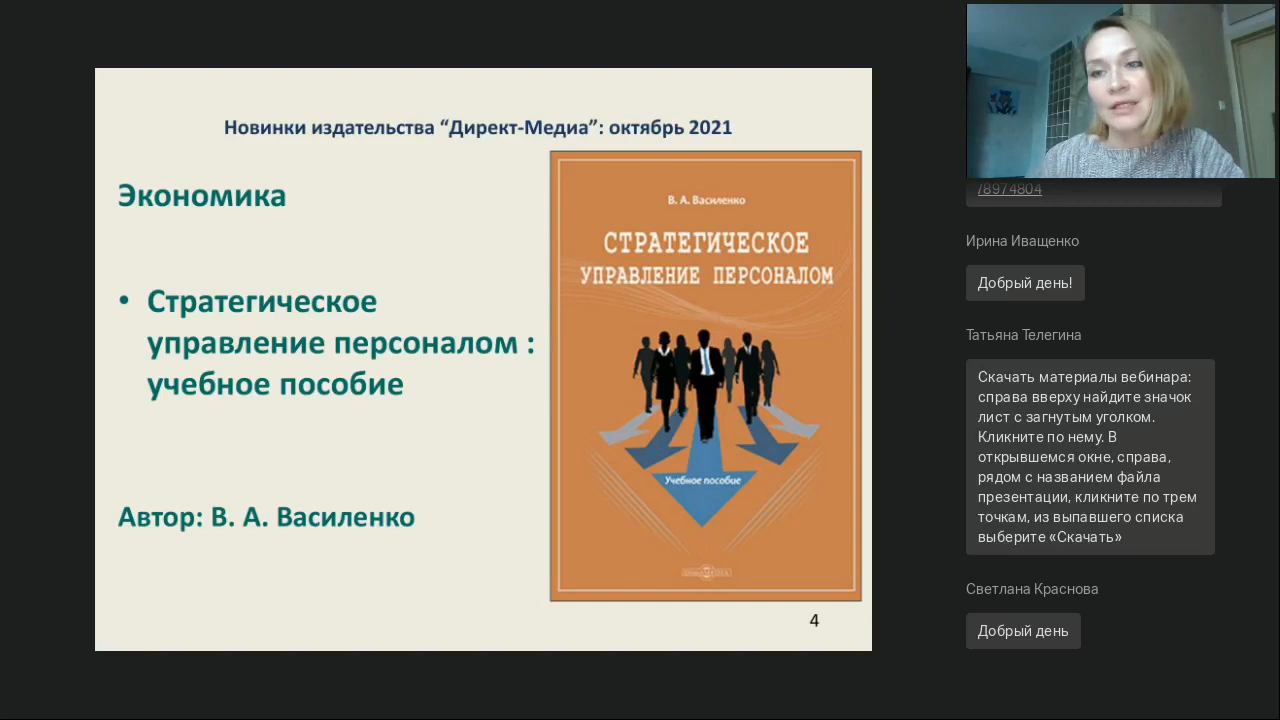 Новинки издательства “Директ-Медиа”: октябрь 2021
Экономика
• Стратегическое
управление персоналом :
учебное пособие
Автор: В. А. Василенко
В. А. Василенко
СТРАТЕГИЧЕСКОЕ
УПРАВЛЕНИЕ ПЕРСОНАЛОМ
Учебное пособие
4
/8974804
Ирина Иващенко
Добрый день!
Татьяна Телегина
Скачать материалы вебинара:
справа вверху найдите значок
лист с загнутым уголком.
Кликните по нему. В
открывшемся окне, справа,
рядом с названием файла
презентации, кликните по трем
точкам, из выпавшего списка
выберите «Скачать»
Светлана Краснова
Добрый день